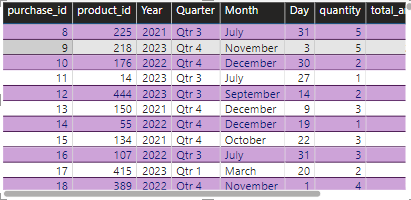 purchase_id product_id Year Quarter Month Day quantity
8 225 2021 Qtr 3 July 31 5
9 218 2023 Qtr 4 November 3 5
10 176 2022 Qtr 4 December 30 2
11 14 2023 Qtr 3 July 27 1
12 444 2023 Qtr 3 September 14 2
13 150 2021 Qtr 4 December 9 3
14 55 2022 Qtr 4 December 19 1
15 134 2021 Qtr 4 October 22 3
16 107 2022 Qtr 3 July 31 3
17 415 2023 Qtr 1 March 20 2
18 389 2022 Qtr 4 November 1 4